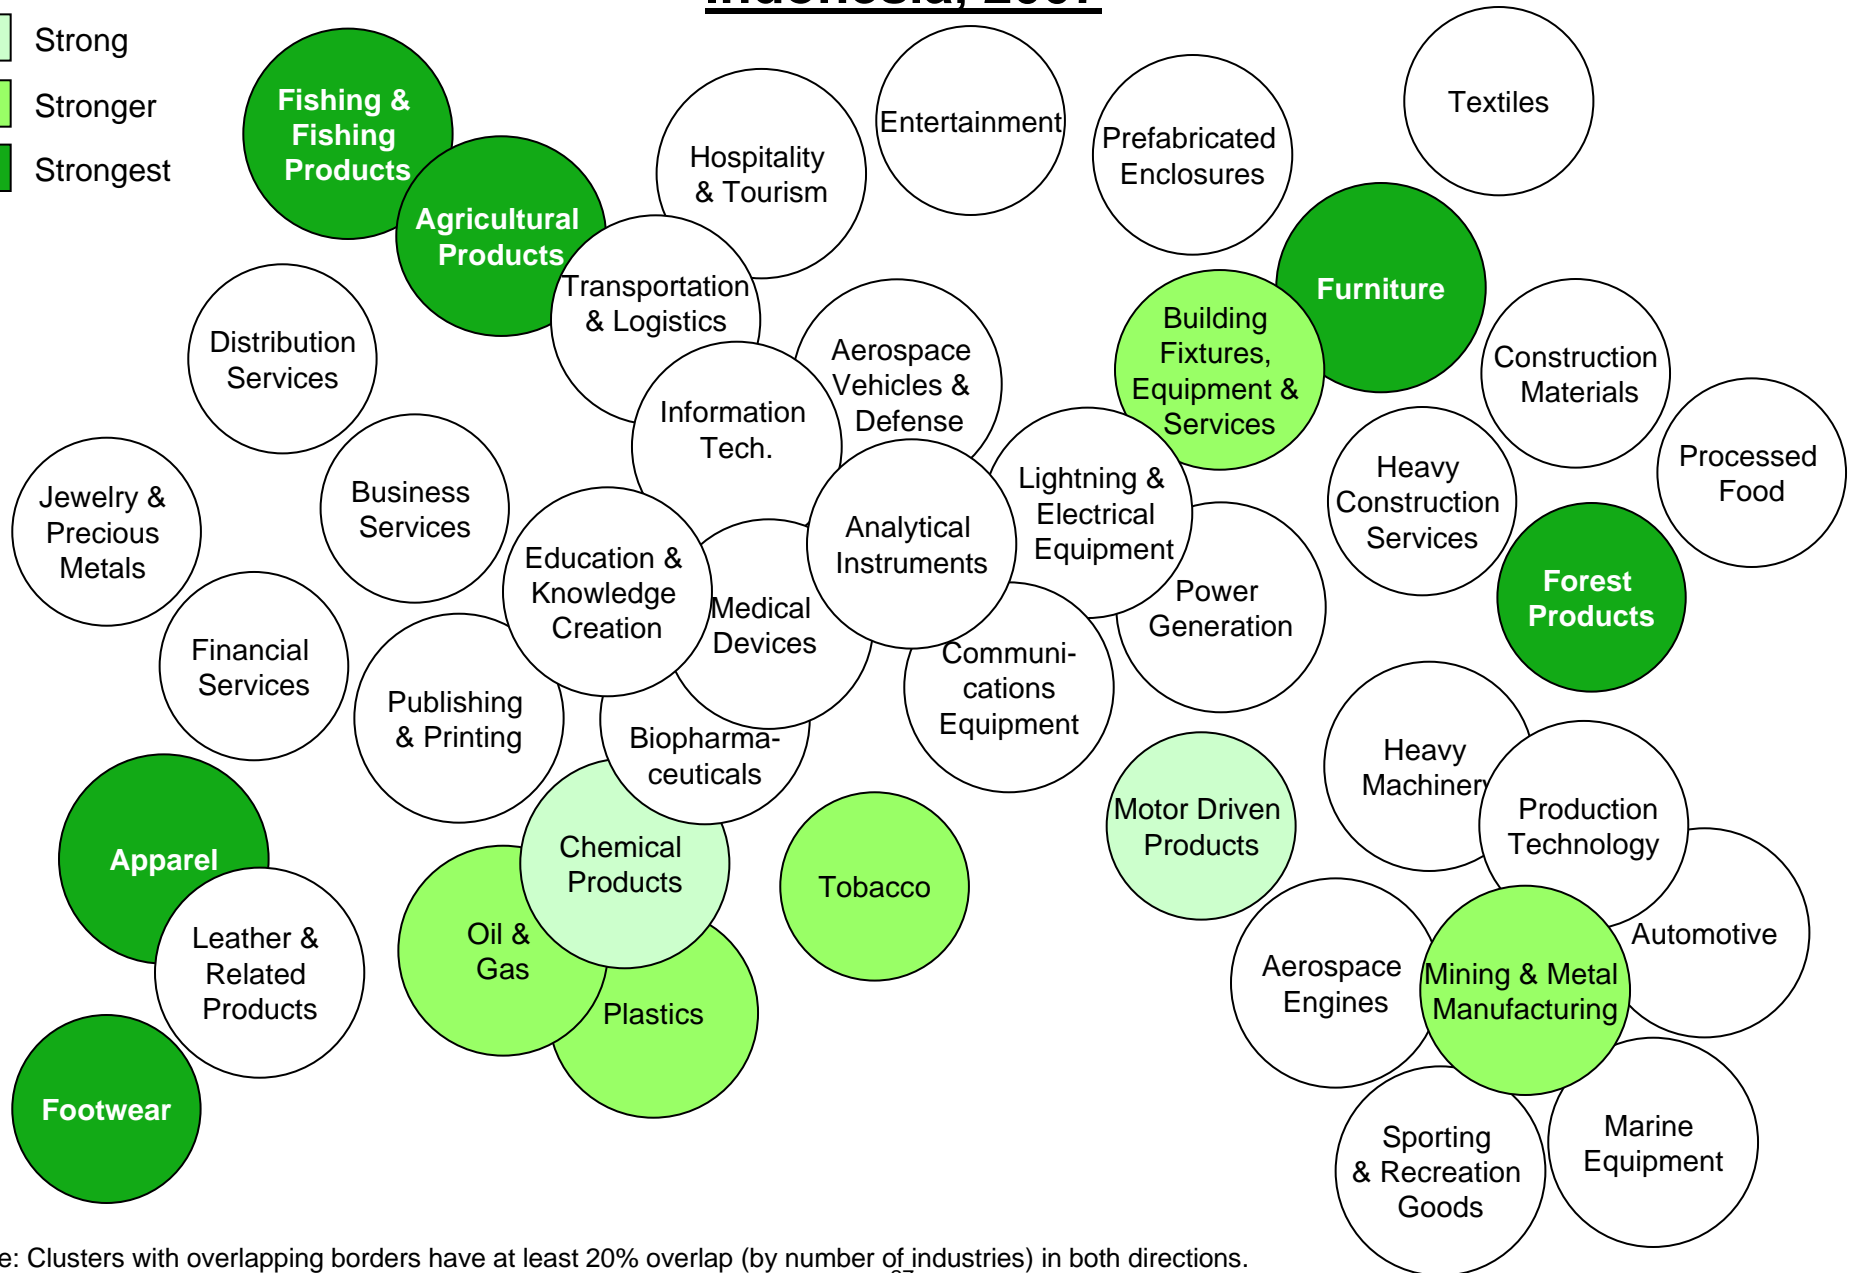 Strong
Stronger
Strongest
Fishing &
Fishing
Products
Agricultural
Products
Hospitality
& Tourism
Entertainment
Prefabricated
Enclosures
Textiles
Transportation
& Logistics
Furniture
Building
Fixtures,
Equipment &
Services
Distribution
Services
Aerospace
Vehicles &
Defense
Construction
Materials
Information
Tech.
Processed
Food
Jewelry &
Precious
Metals
Business
Services
Heavy
Construction
Services
Lightning &
Electrical
Equipment
Analytical
Instruments
Education &
Knowledge
Creation
Medical
Devices
Power
Generation
Forest
Products
Financial
Services
Publishing
& Printing
Communi-
cations
Equipment
Biopharma-
ceuticals
Heavy
Machinery
Production
Technology
Motor Driven
Products
Apparel
Chemical
Products
Tobacco
Leather &
Related
Products
Oil &
Gas
Plastics
Aerospace
Engines
Mining & Metal
Manufacturing
Automotive
Footwear
Sporting
& Recreation
Goods
Marine
Equipment
e: Clusters with overlapping borders have at least 20% overlap (by number of industries) in both directions.